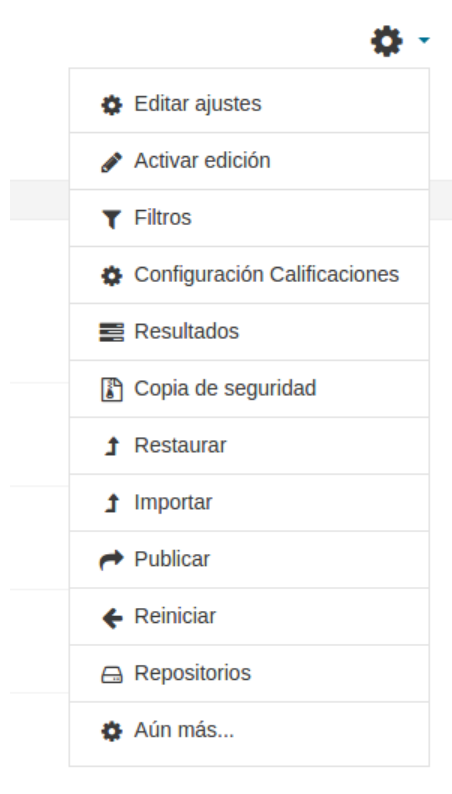 Editar ajustes
Activar edición
Filtros
Configuración Calificaciones
Resultados
Copia de seguridad
Restaurar
Importar
Publicar
Reiniciar
Repositorios
Aún más...